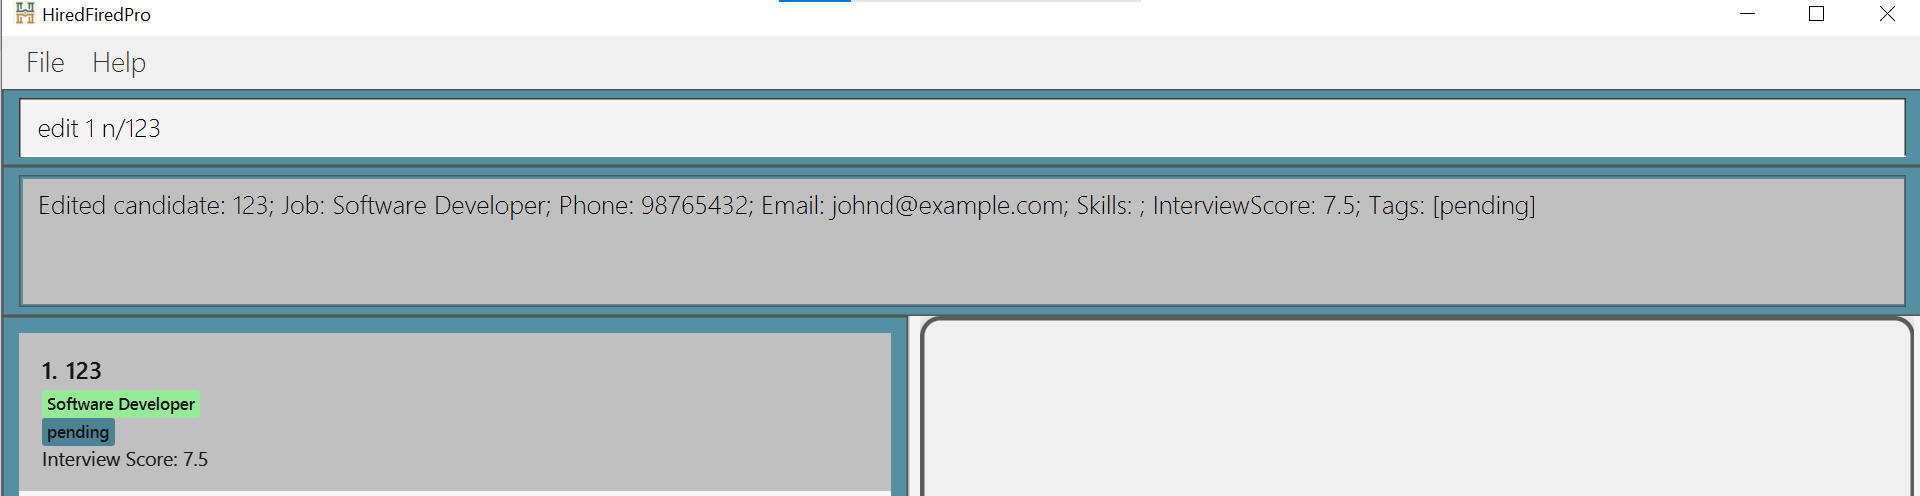 HiredFiredPro
File Help
edit 1 n/123
Edited candidate: 123; Job: Software Developer; Phone: 98765432; Email: johnd@example.com; Skills: ; InterviewScore: 7.5; Tags: [pending]
1. 123
Software Developer
pending
Interview Score: 7.5